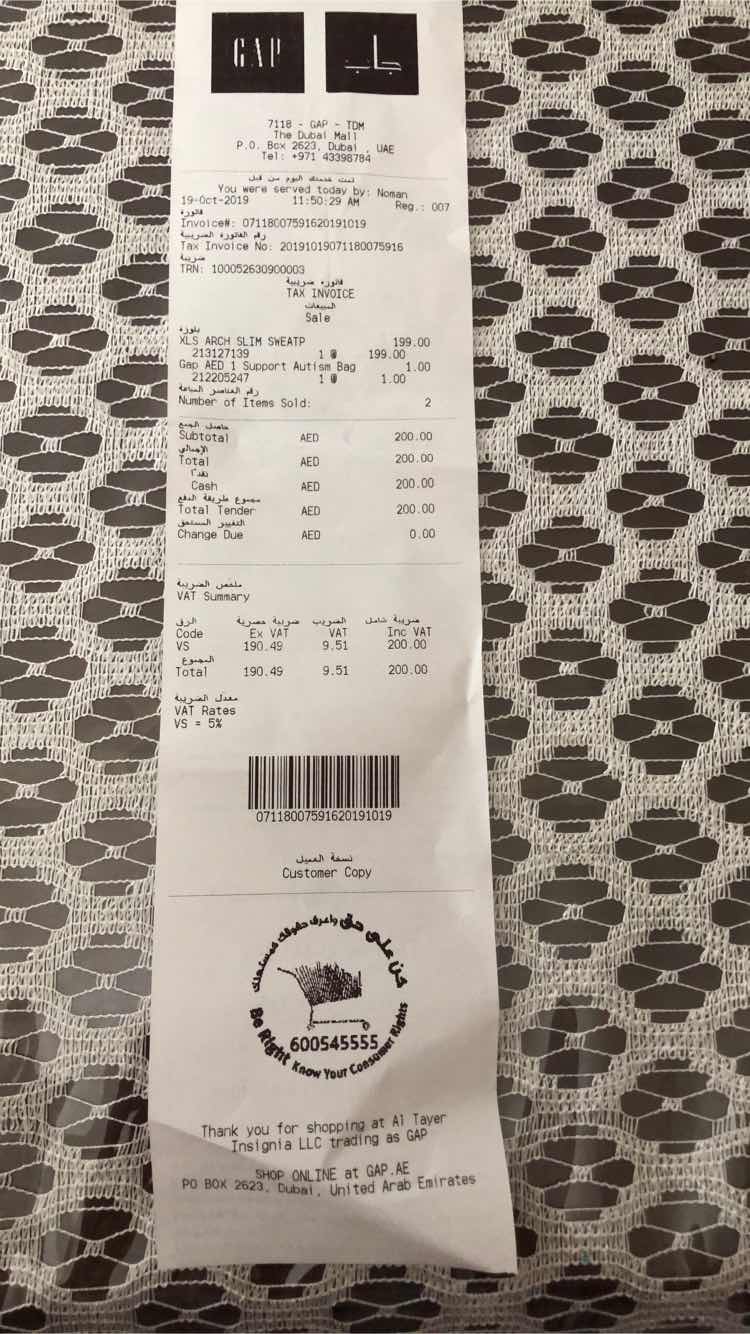 GAP جاب
7118 - GAP - TDM
The Dubai Mall
P.O. Box 2623, Dubai , UAE
Tel: +971 43398784
تمت خدمتك اليوم من قبل
You were served today by: Noman
19-Oct-2019 11:50:29 AM Reg.: 007
فاتورة
Invoice#: 07118007591620191019
رقم الفاتورة الضريبية
Tax Invoice No: 20191019071180075916
ضريبة
TRN: 100052630900003
فاتورة ضريبية
TAX INVOICE
المبيعات
Sale
بلوزة
XLS ARCH SLIM SWEATP 199.00
213127139 1 @ 199.00
Gap AED 1 Support Autism Bag 1.00
212205247 1 @ 1.00
رقم العناصر المباعة
Number of Items Sold: 2
حاصل الجمع
Subtotal AED 200.00
الإجمالي
Total AED 200.00
نقداً
Cash AED 200.00
مجموع طريقة الدفع
Total Tender AED 200.00
التغيير المستحق
Change Due AED 0.00
ملخص الضريبة
VAT Summary
الرق ضريبة حصرية الضريب ضريبة شامل
Code Ex VAT VAT Inc VAT
VS 190.49 9.51 200.00
المجموع
Total 190.49 9.51 200.00
معدل الضريبة
VAT Rates
VS = 5%
07118007591620191019
نسخة العميل
Customer Copy
كن على حق واعرف حقوقك كمستهلك
600545555
Be Right Know Your Consumer Rights
Thank you for shopping at Al Tayer
Insignia LLC trading as GAP
SHOP ONLINE at GAP.AE
PO BOX 2623, Dubai, United Arab Emirates